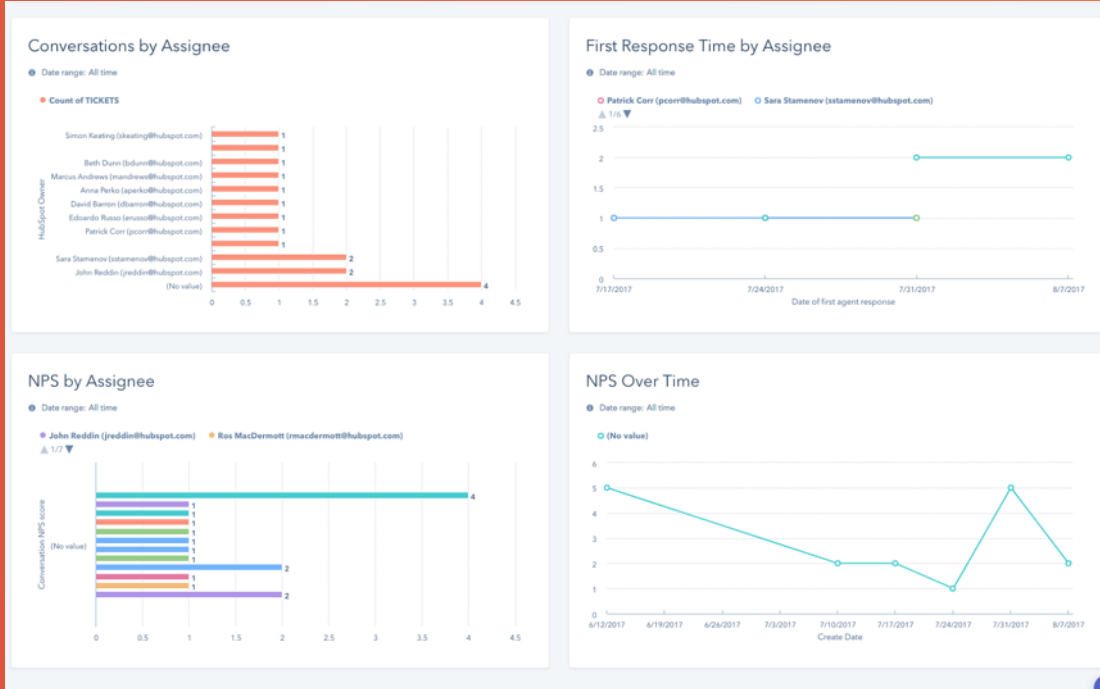 Conversations by Assignee
Date range: All time
Count of TICKETS
HubSpot Owner
Simon Keating (skeating@hubspot.com) 1
1
Beth Dunn (bdunn@hubspot.com) 1
Marcus Andrews (mandrews@hubspot.com) 1
Anna Perko (aperko@hubspot.com) 1
David Barron (dbarron@hubspot.com) 1
Edoardo Russo (erusso@hubspot.com) 1
Patrick Corr (pcorr@hubspot.com) 1
1
Sara Stamenov (sstamenov@hubspot.com) 2
John Reddin (jreddin@hubspot.com) 2
(No value) 4
0 0.5 1 1.5 2 2.5 3 3.5 4 4.5
First Response Time by Assignee
Date range: All time
Patrick Corr (pcorr@hubspot.com) Sara Stamenov (sstamenov@hubspot.com)
1/6
2.5
2
1.5
1
0.5
0
7/17/2017 7/24/2017 7/31/2017 8/7/2017
Date of first agent response
NPS by Assignee
Date range: All time
John Reddin (jreddin@hubspot.com) Ros MacDermott (rmacdermott@hubspot.com)
1/7
Conversation NPS score
(No value)
4
1
1
1
1
1
1
1
2
1
1
2
0 0.5 1 1.5 2 2.5 3 3.5 4 4.5
NPS Over Time
Date range: All time
(No value)
6
5
4
3
2
1
0
6/12/2017 6/19/2017 6/26/2017 7/3/2017 7/10/2017 7/17/2017 7/24/2017 7/31/2017 8/7/2017
Create Date